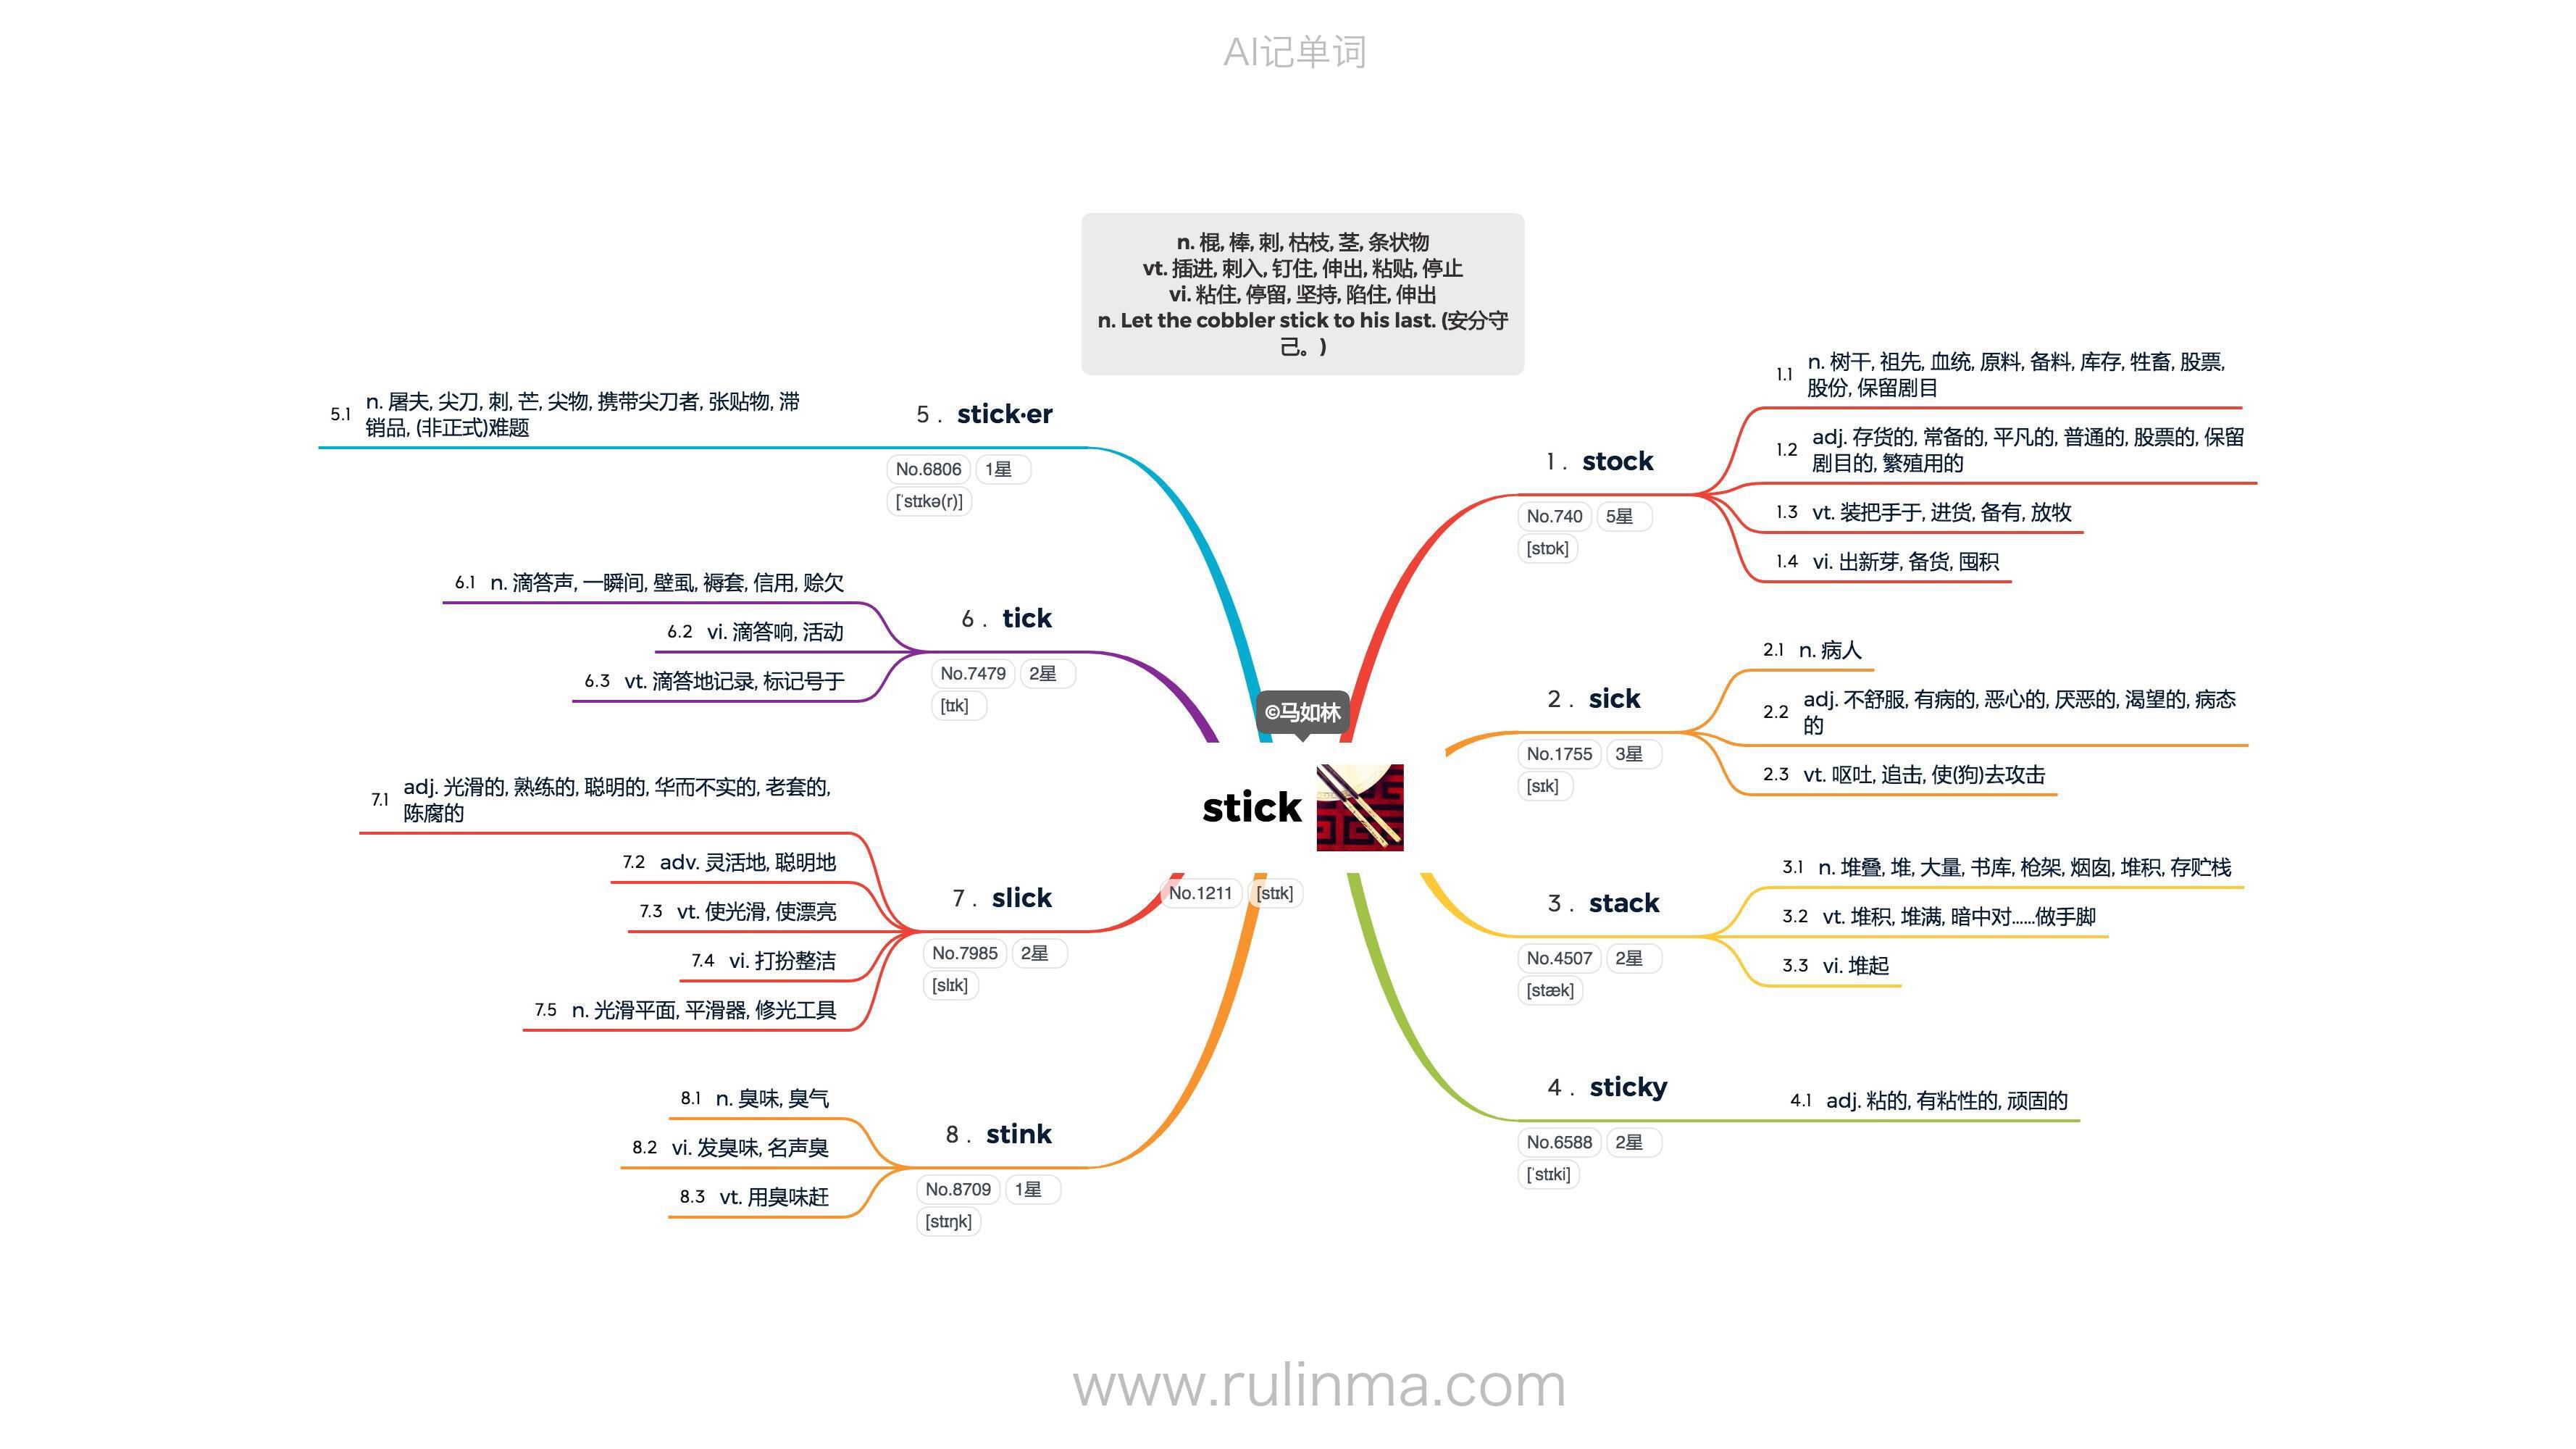 AI记单词
n. 棍, 棒, 刺, 枯枝, 茎, 条状物
vt. 插进, 刺入, 钉住, 伸出, 粘贴, 停止
vi. 粘住, 停留, 坚持, 陷住, 伸出
n. Let the cobbler stick to his last. (安分守
己。)
©马如林
stick
No.1211 [stɪk]
1. stock
No.740 5星
[stɒk]
1.1 n. 树干, 祖先, 血统, 原料, 备料, 库存, 牲畜, 股票,
股份, 保留剧目
1.2 adj. 存货的, 常备的, 平凡的, 普通的, 股票的, 保留
剧目的, 繁殖用的
1.3 vt. 装把手于, 进货, 备有, 放牧
1.4 vi. 出新芽, 备货, 囤积
2. sick
No.1755 3星
[sɪk]
2.1 n. 病人
2.2 adj. 不舒服, 有病的, 恶心的, 厌恶的, 渴望的, 病态
的
2.3 vt. 呕吐, 追击, 使(狗)去攻击
3. stack
No.4507 2星
[stæk]
3.1 n. 堆叠, 堆, 大量, 书库, 枪架, 烟囱, 堆积, 存贮栈
3.2 vt. 堆积, 堆满, 暗中对......做手脚
3.3 vi. 堆起
4. sticky
No.6588 2星
[ˈstɪki]
4.1 adj. 粘的, 有粘性的, 顽固的
5. stick·er
No.6806 1星
[ˈstɪkə(r)]
5.1 n. 屠夫, 尖刀, 刺, 芒, 尖物, 携带尖刀者, 张贴物, 滞
销品, (非正式)难题
6. tick
No.7479 2星
[tɪk]
6.1 n. 滴答声, 一瞬间, 壁虱, 褥套, 信用, 赊欠
6.2 vi. 滴答响, 活动
6.3 vt. 滴答地记录, 标记号于
7. slick
No.7985 2星
[slɪk]
7.1 adj. 光滑的, 熟练的, 聪明的, 华而不实的, 老套的,
陈腐的
7.2 adv. 灵活地, 聪明地
7.3 vt. 使光滑, 使漂亮
7.4 vi. 打扮整洁
7.5 n. 光滑平面, 平滑器, 修光工具
8. stink
No.8709 1星
[stɪŋk]
8.1 n. 臭味, 臭气
8.2 vi. 发臭味, 名声臭
8.3 vt. 用臭味赶
www.rulinma.com